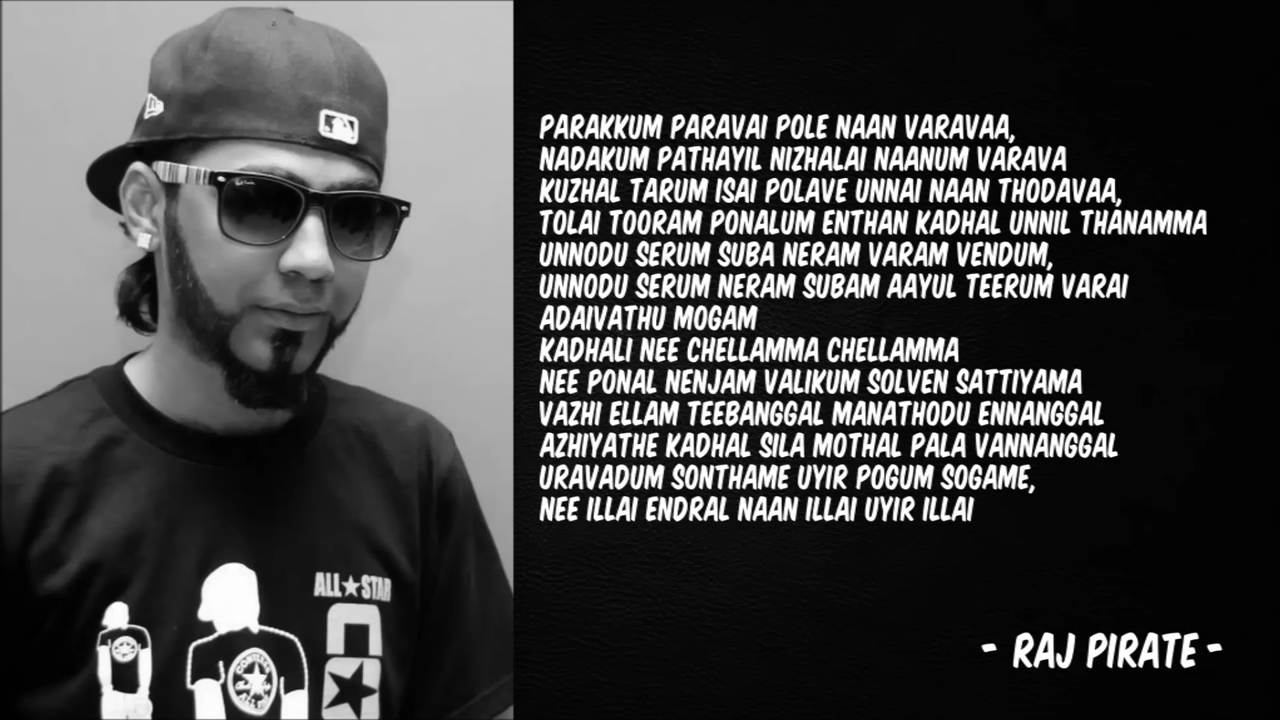 PARAKKUM PARAVAI POLE NAAN VARAVAA,
NADAKUM PATHAYIL NIZHALAI NAANUM VARAVA
KUZHAL TARUM ISAI POLAVE UNNAI NAAN THODAVAA,
TOLAI TOORAM PONALUM ENTHAN KADHAL UNNIL THANAMMA
UNNODU SERUM SUBA NERAM VARAM VENDUM,
UNNODU SERUM NERAM SUBAM AAYUL TEERUM VARAI
ADAIVATHU MOGAM
KADHALI NEE CHELLAMMA CHELLAMMA
NEE PONAL NENJAM VALIKUM SOLVEN SATTIYAMA
VAZHI ELLAM TEEBANGGAL MANATHODU ENNANGGAL
AZHIYATHE KADHAL SILA MOTHAL PALA VANNANGGAL
URAVADUM SONTHAME UYIR POGUM SOGAME,
NEE ILLAI ENDRAL NAAN ILLAI UYIR ILLAI
- RAJ PIRATE -
ALL★STAR